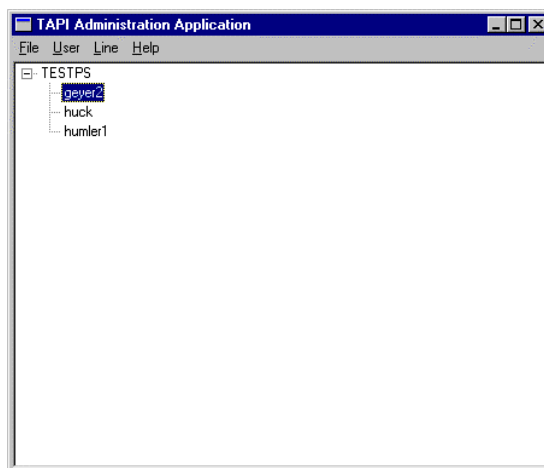 TAPI Administration Application
File User Line Help
TESTPS
geyer2
huck
humler1